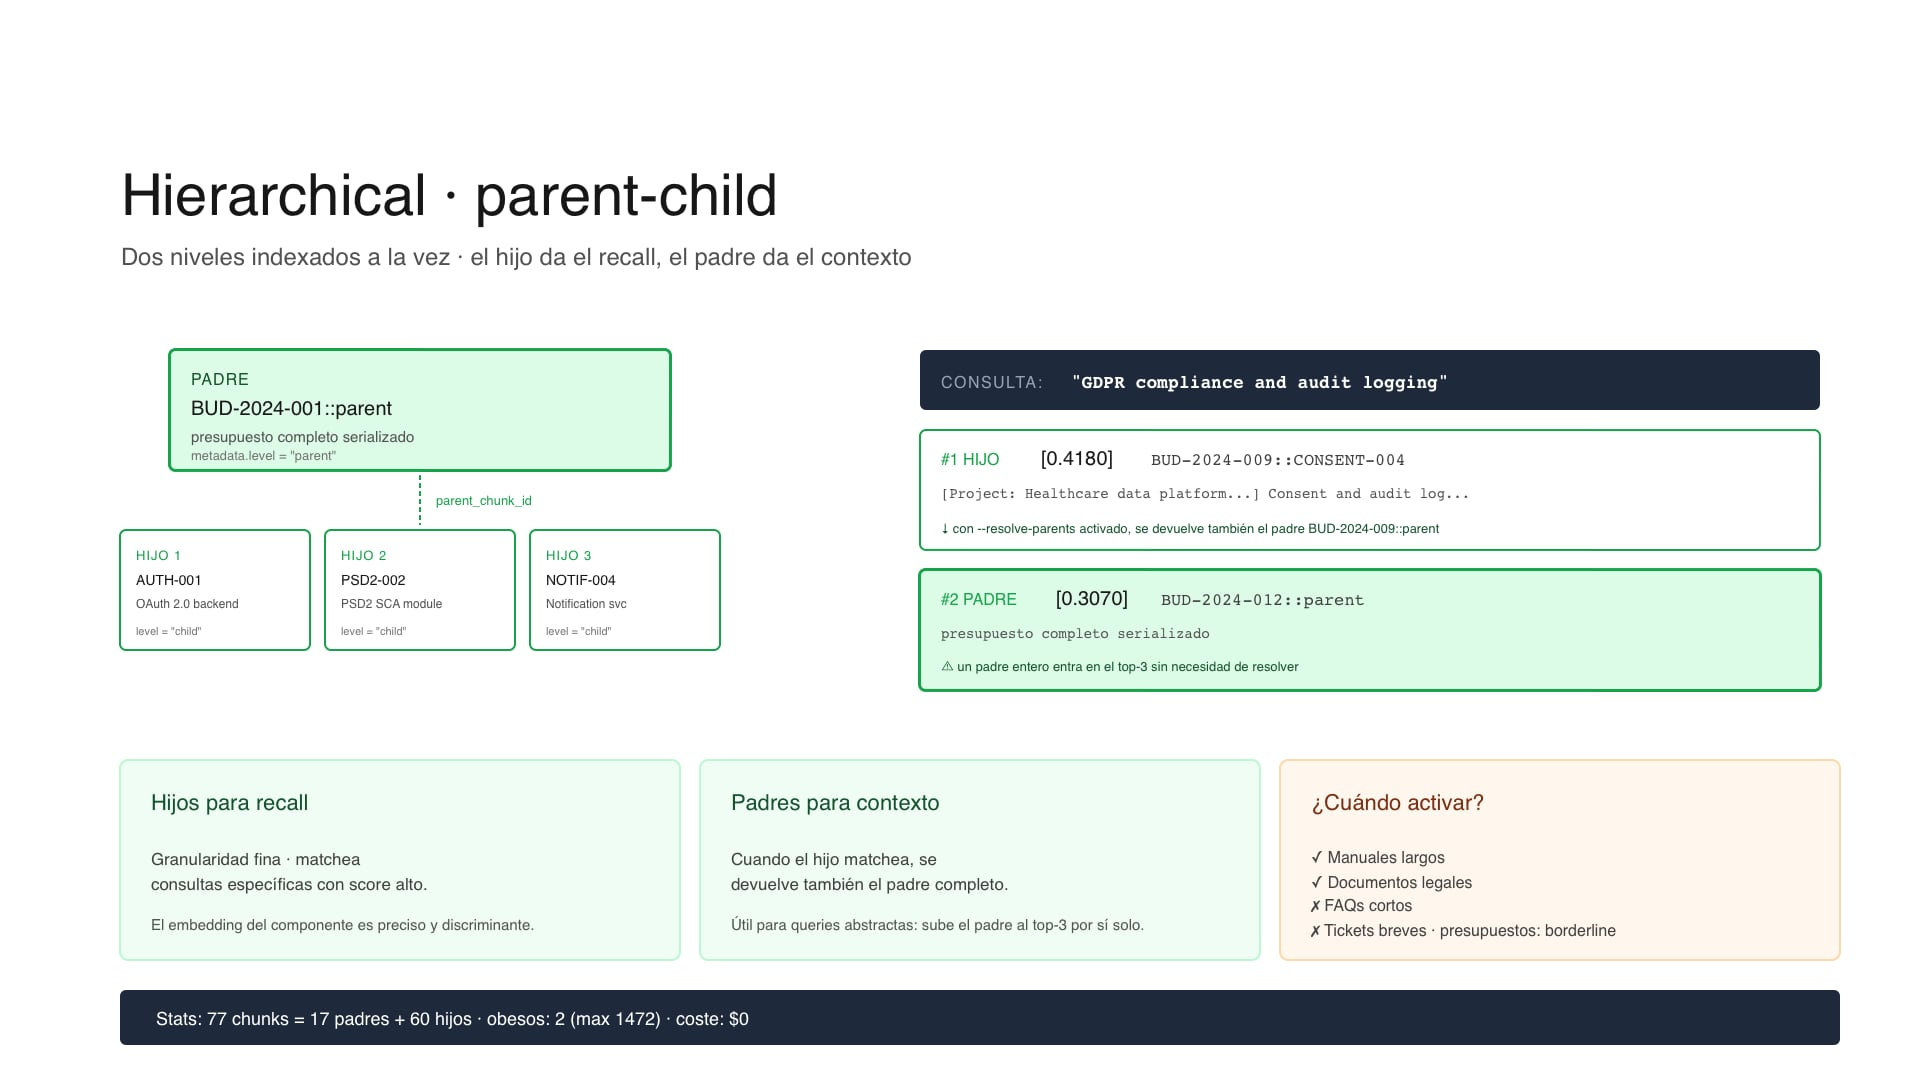 Hierarchical · parent-child
Dos niveles indexados a la vez · el hijo da el recall, el padre da el contexto
PADRE
BUD-2024-001::parent
presupuesto completo serializado
metadata.level = "parent"
parent_chunk_id
HIJO 1
AUTH-001
OAuth 2.0 backend
level = "child"
HIJO 2
PSD2-002
PSD2 SCA module
level = "child"
HIJO 3
NOTIF-004
Notification svc
level = "child"
CONSULTA: "GDPR compliance and audit logging"
#1 HIJO [0.4180] BUD-2024-009::CONSENT-004
[Project: Healthcare data platform...] Consent and audit log...
↓ con --resolve-parents activado, se devuelve también el padre BUD-2024-009::parent
#2 PADRE [0.3070] BUD-2024-012::parent
presupuesto completo serializado
⚠ un padre entero entra en el top-3 sin necesidad de resolver
Hijos para recall
Granularidad fina · matchea
consultas específicas con score alto.
El embedding del componente es preciso y discriminante.
Padres para contexto
Cuando el hijo matchea, se
devuelve también el padre completo.
Útil para queries abstractas: sube el padre al top-3 por sí solo.
¿Cuándo activar?
✓ Manuales largos
✓ Documentos legales
✗ FAQs cortos
✗ Tickets breves · presupuestos: borderline
Stats: 77 chunks = 17 padres + 60 hijos · obesos: 2 (max 1472) · coste: $0